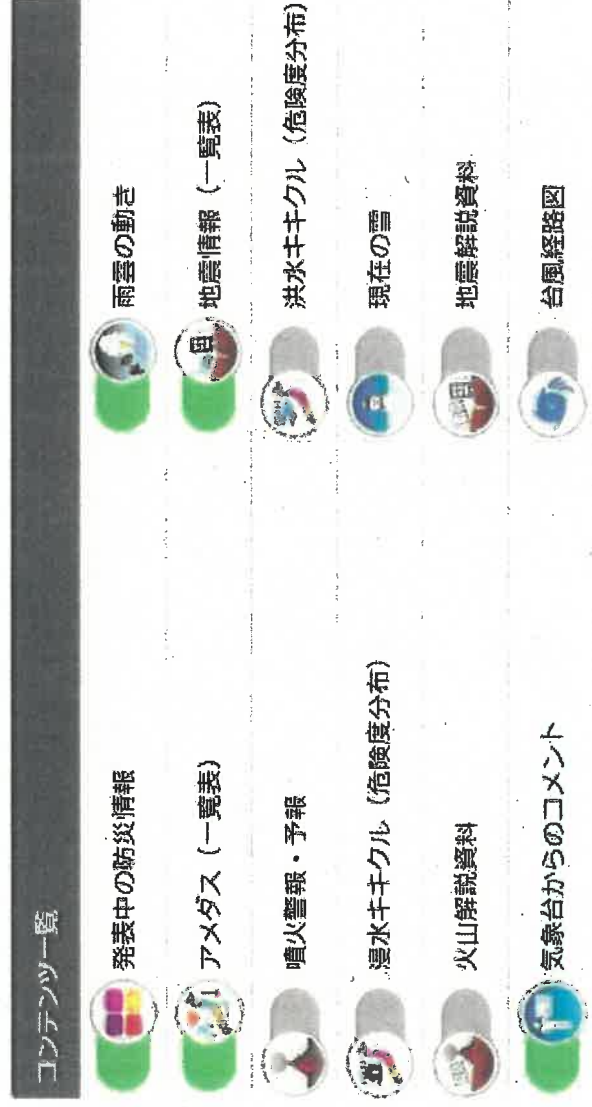 コンテンツ一覧
発表中の防災情報
雨雲の動き
アメダス（一覧表）
地震情報（一覧表）
噴火警報・予報
洪水キキクル（危険度分布）
浸水キキクル（危険度分布）
現在の雪
火山解説資料
地震解説資料
気象台からのコメント
台風経路図